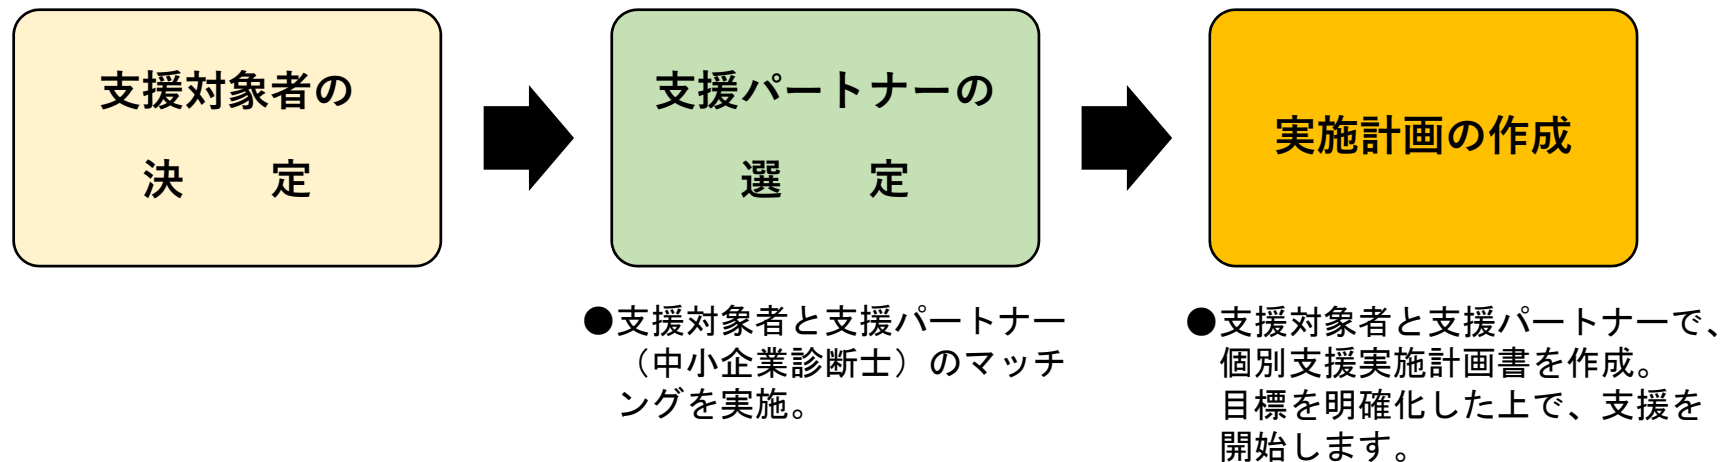 支援対象者の
決　　定
支援パートナーの
選　　定
実施計画の作成
●支援対象者と支援パートナー
（中小企業診断士）のマッチ
ングを実施。
●支援対象者と支援パートナーで、
個別支援実施計画書を作成。
目標を明確化した上で、支援を
開始します。